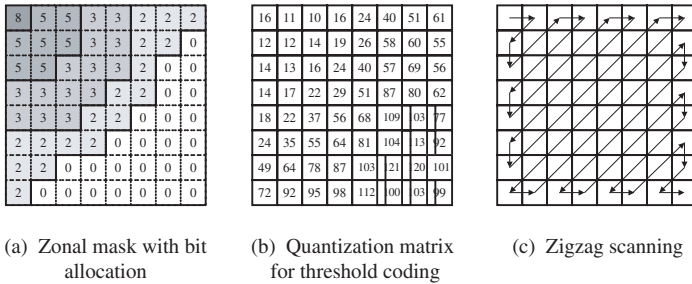 8 5 5 3 3 2 2 2
5 5 5 3 3 2 2 0
5 5 3 3 3 2 0 0
3 3 3 3 2 2 0 0
3 3 3 2 2 0 0 0
2 2 2 2 0 0 0 0
2 2 0 0 0 0 0 0
2 0 0 0 0 0 0 0
16 11 10 16 24 40 51 61
12 12 14 19 26 58 60 55
14 13 16 24 40 57 69 56
14 17 22 29 51 87 80 62
18 22 37 56 68 109 103 77
24 35 55 64 81 104 113 92
49 64 78 87 103 121 120 101
72 92 95 98 112 100 103 99
(a) Zonal mask with bit
allocation
(b) Quantization matrix
for threshold coding
(c) Zigzag scanning